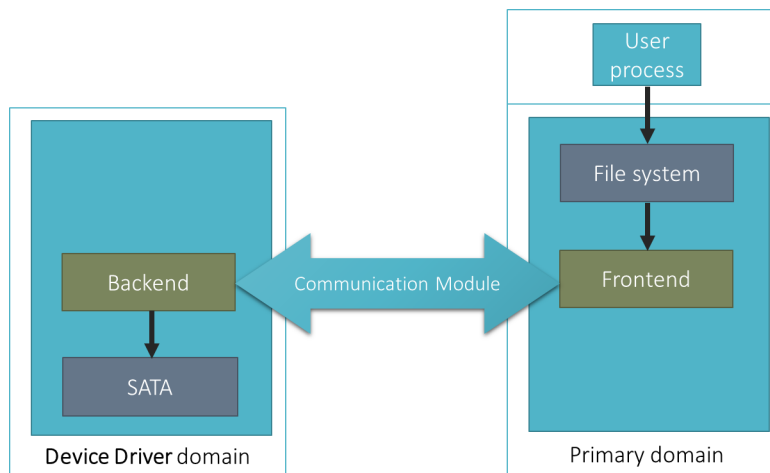 User
process
File system
Frontend
Primary domain
Communication Module
Backend
SATA
Device Driver domain